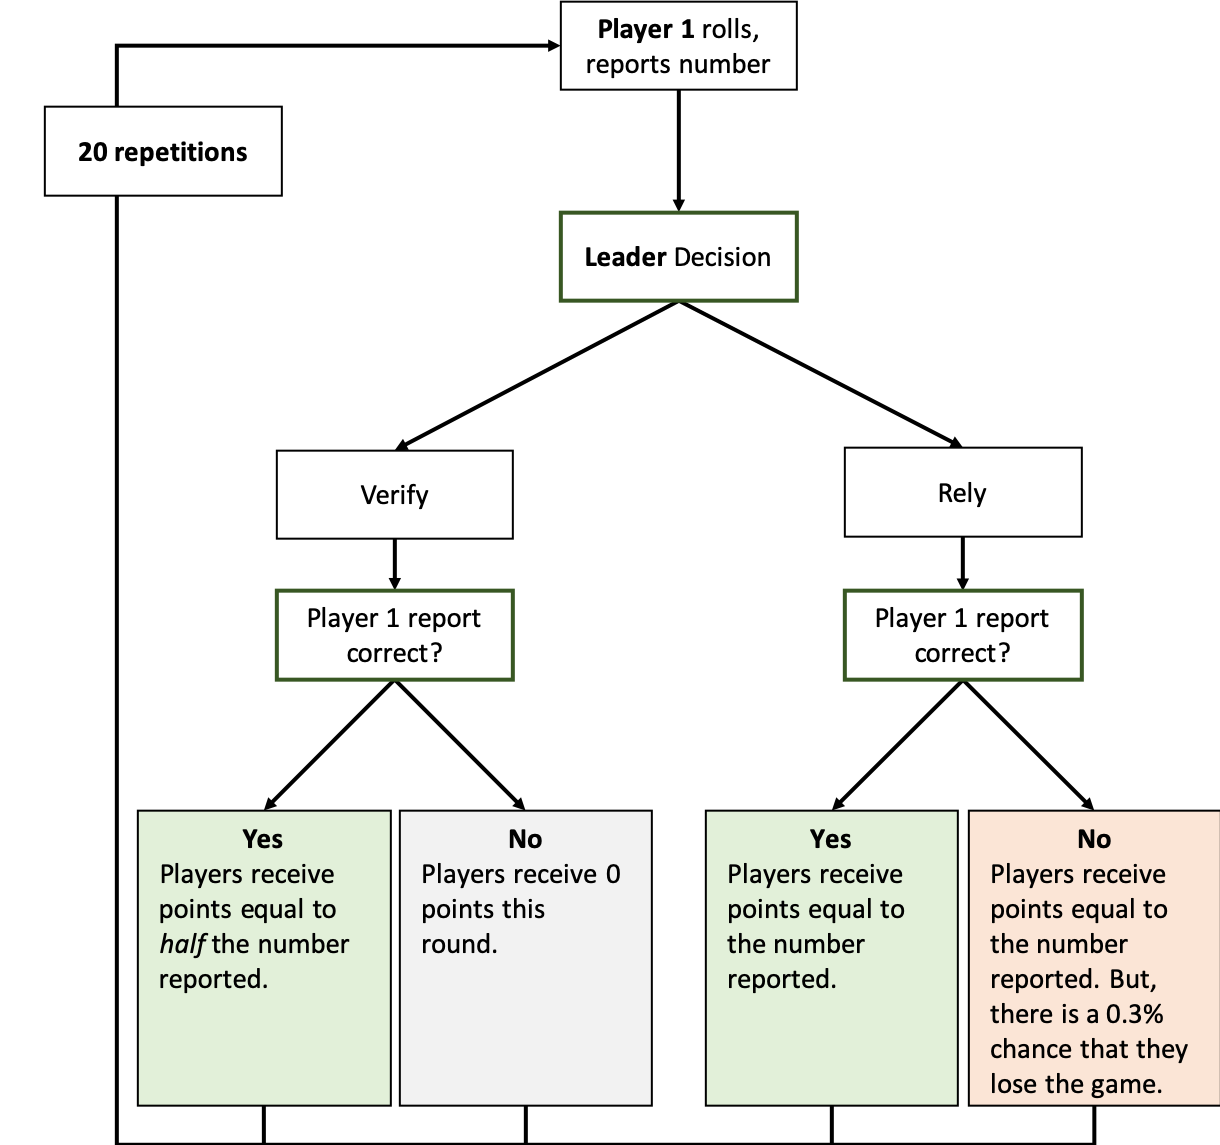 Player 1 rolls,
reports number
20 repetitions
Leader Decision
Verify
Rely
Player 1 report
correct?
Player 1 report
correct?
Yes
Players receive
points equal to
half the number
reported.
No
Players receive 0
points this
round.
Yes
Players receive
points equal to
the number
reported.
No
Players receive
points equal to
the number
reported. But,
there is a 0.3%
chance that they
lose the game.